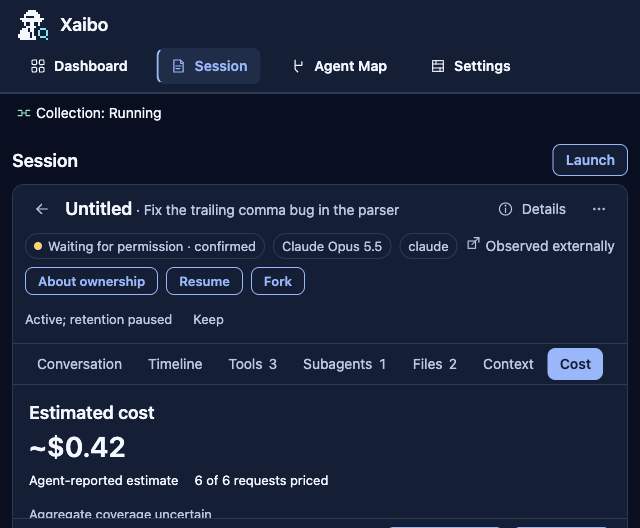 Xaibo
Dashboard Session Agent Map Settings
Collection: Running
Session Launch
Untitled · Fix the trailing comma bug in the parser Details ...
Waiting for permission · confirmed Claude Opus 5.5 claude Observed externally
About ownership Resume Fork
Active; retention paused Keep
Conversation Timeline Tools 3 Subagents 1 Files 2 Context Cost
Estimated cost
~$0.42
Agent-reported estimate 6 of 6 requests priced
Aggregate coverage uncertain